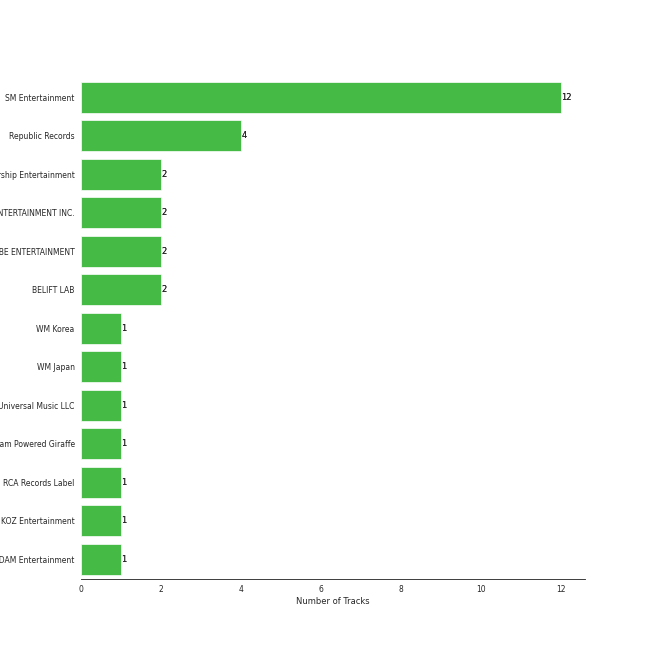 SM Entertainment 12
Republic Records 4
rship Entertainment 2
NTERTAINMENT INC. 2
BE ENTERTAINMENT 2
BELIFT LAB 2
WM Korea 1
WM Japan 1
Universal Music LLC 1
am Powered Giraffe 1
RCA Records Label 1
KOZ Entertainment 1
DAM Entertainment 1
0 2 4 6 8 10 12
Number of Tracks